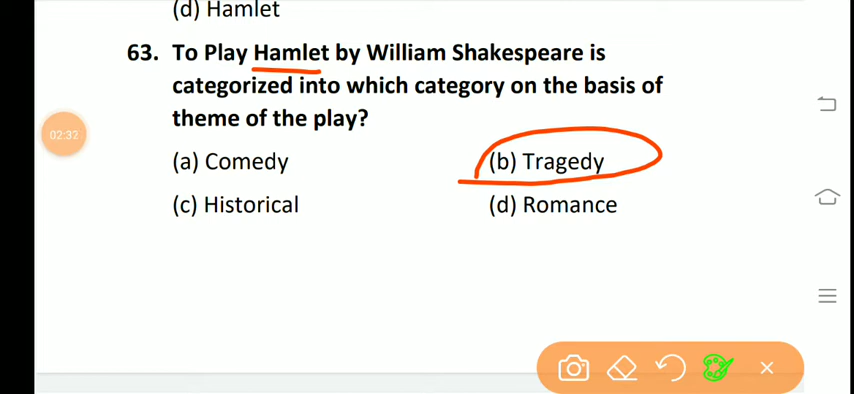 (d) Hamlet
63. To Play Hamlet by William Shakespeare is
categorized into which category on the basis of
theme of the play?
02:32
(a) Comedy (b) Tragedy
(c) Historical (d) Romance